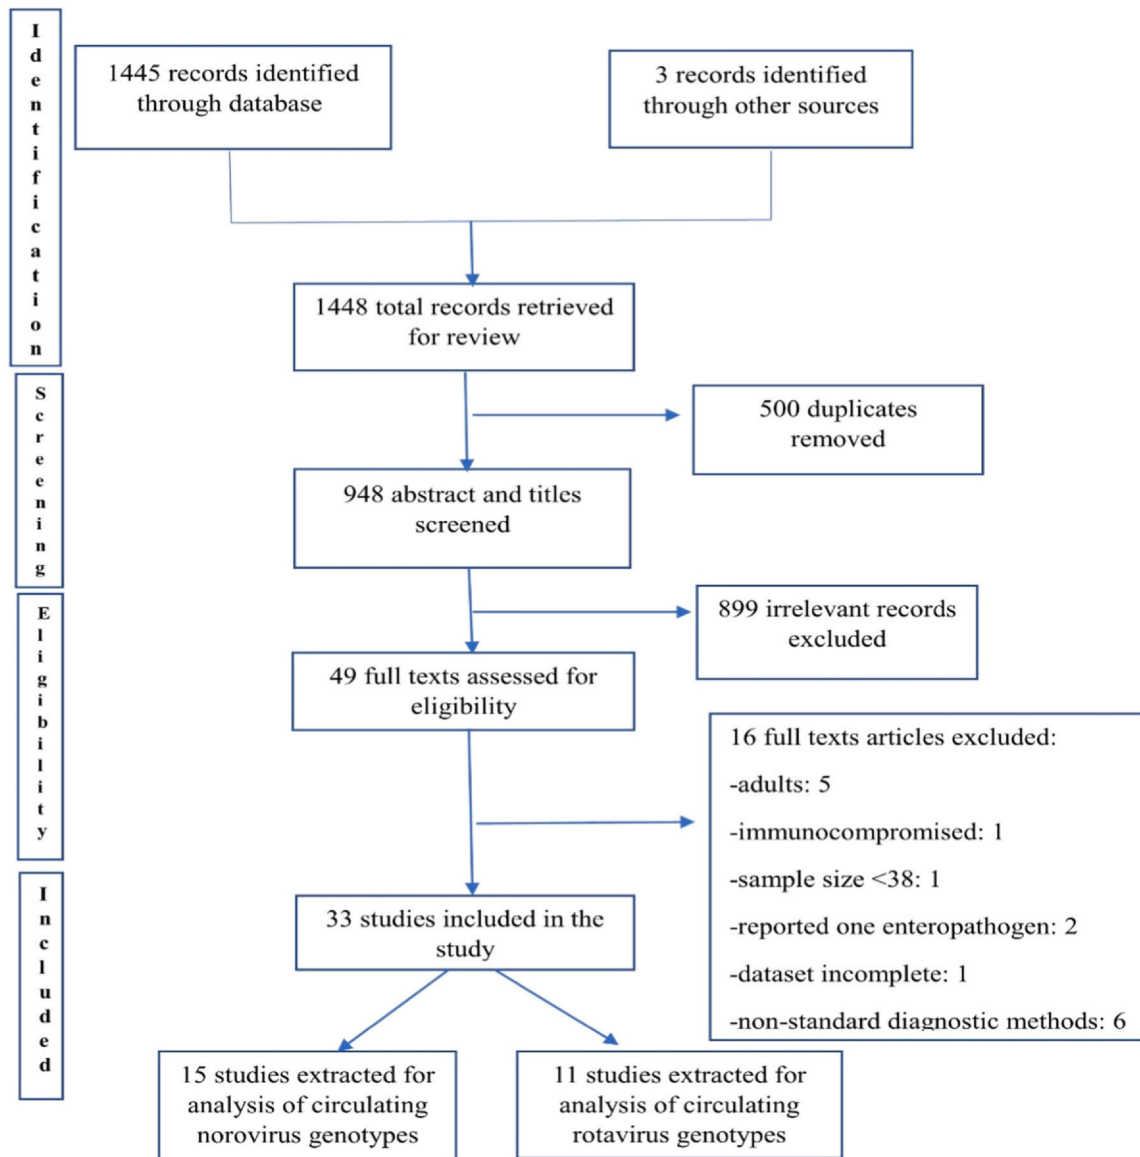 Identification
1445 records identified
through database
3 records identified
through other sources
1448 total records retrieved
for review
Screening
500 duplicates
removed
948 abstract and titles
screened
Eligibility
899 irrelevant records
excluded
49 full texts assessed for
eligibility
16 full texts articles excluded:
-adults: 5
-immunocompromised: 1
-sample size <38: 1
-reported one enteropathogen: 2
-dataset incomplete: 1
-non-standard diagnostic methods: 6
Included
33 studies included in the
study
15 studies extracted for
analysis of circulating
norovirus genotypes
11 studies extracted for
analysis of circulating
rotavirus genotypes